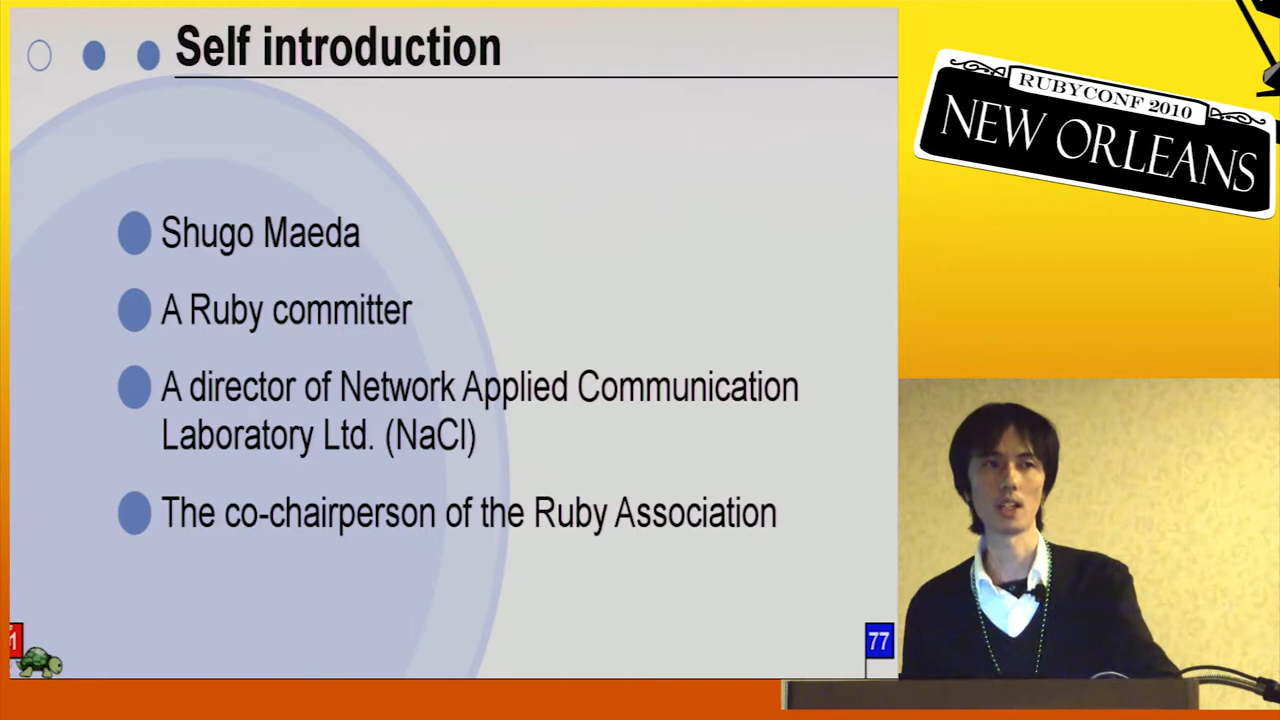 Self introduction
Shugo Maeda
A Ruby committer
A director of Network Applied Communication
Laboratory Ltd. (NaCl)
The co-chairperson of the Ruby Association
1
77
RUBYCONF 2010
NEW ORLEANS